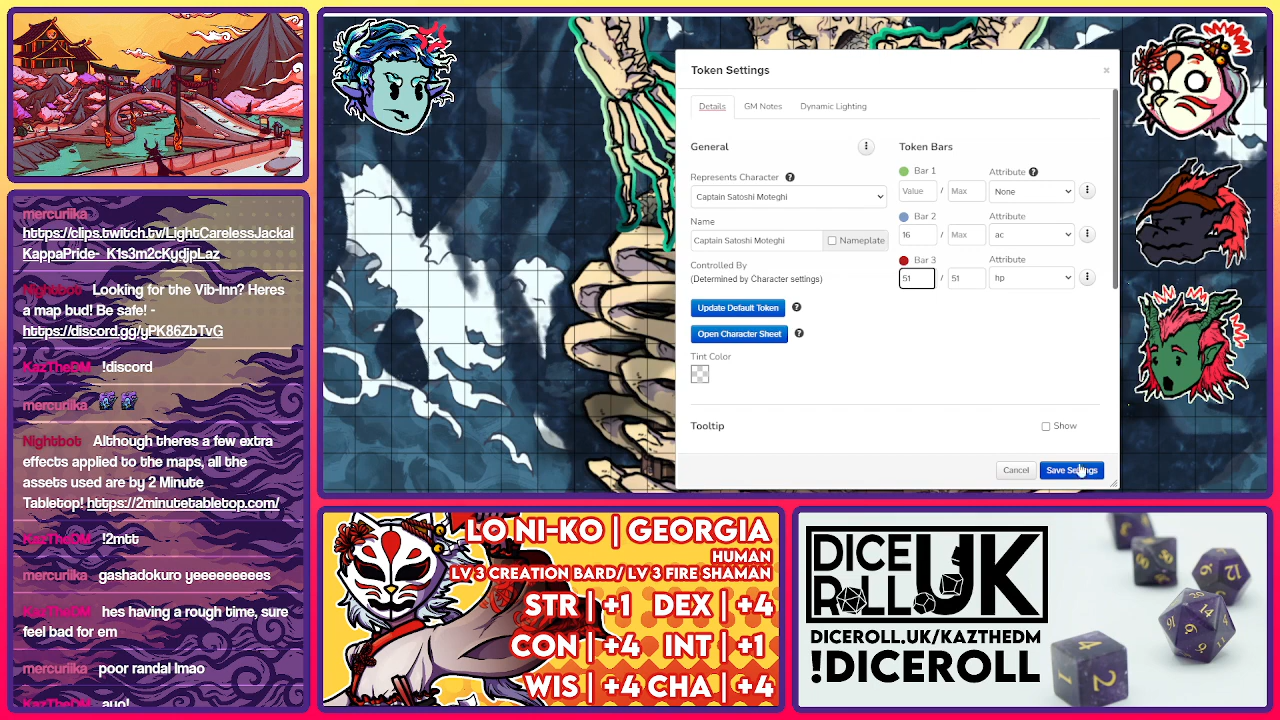 mercuriika
https://clips.twitch.tv/LightCarelessJackal
KappaPride-_K1s3m2cKydjpLaz
Nightbot Looking for the Vib-Inn? Heres
a map bud! Be safe! -
https://discord.gg/yPK86ZbTvG
KazTheDM !discord
mercuriika
Nightbot Although theres a few extra
effects applied to the maps, all the
assets used are by 2 Minute
Tabletop! https://2minutetabletop.com/
KazTheDM !2mtt
mercuriika gashadokuro yeeeeeeeees
KazTheDM hes having a rough time, sure
feel bad for em
mercuriika poor randal lmao
KazTheDM ayo!
Token Settings
×
Details GM Notes Dynamic Lighting
General
Represents Character ?
Captain Satoshi Moteghi
Name
Captain Satoshi Moteghi Nameplate
Controlled By
(Determined by Character settings)
Update Default Token ?
Open Character Sheet ?
Tint Color
Token Bars
Bar 1 Attribute ?
Value / Max None
Bar 2 Attribute
16 / Max ac
Bar 3 Attribute
51 / 51 hp
Tooltip Show
Cancel Save Settings
LO NI-KO | GEORGIA
HUMAN
LV 3 CREATION BARD/ LV 3 FIRE SHAMAN
STR | +1 DEX | +4
CON | +4 INT | +1
WIS | +4 CHA | +4
DICE
ROLL UK
DICEROLL.UK/KAZTHEDM
!DICEROLL